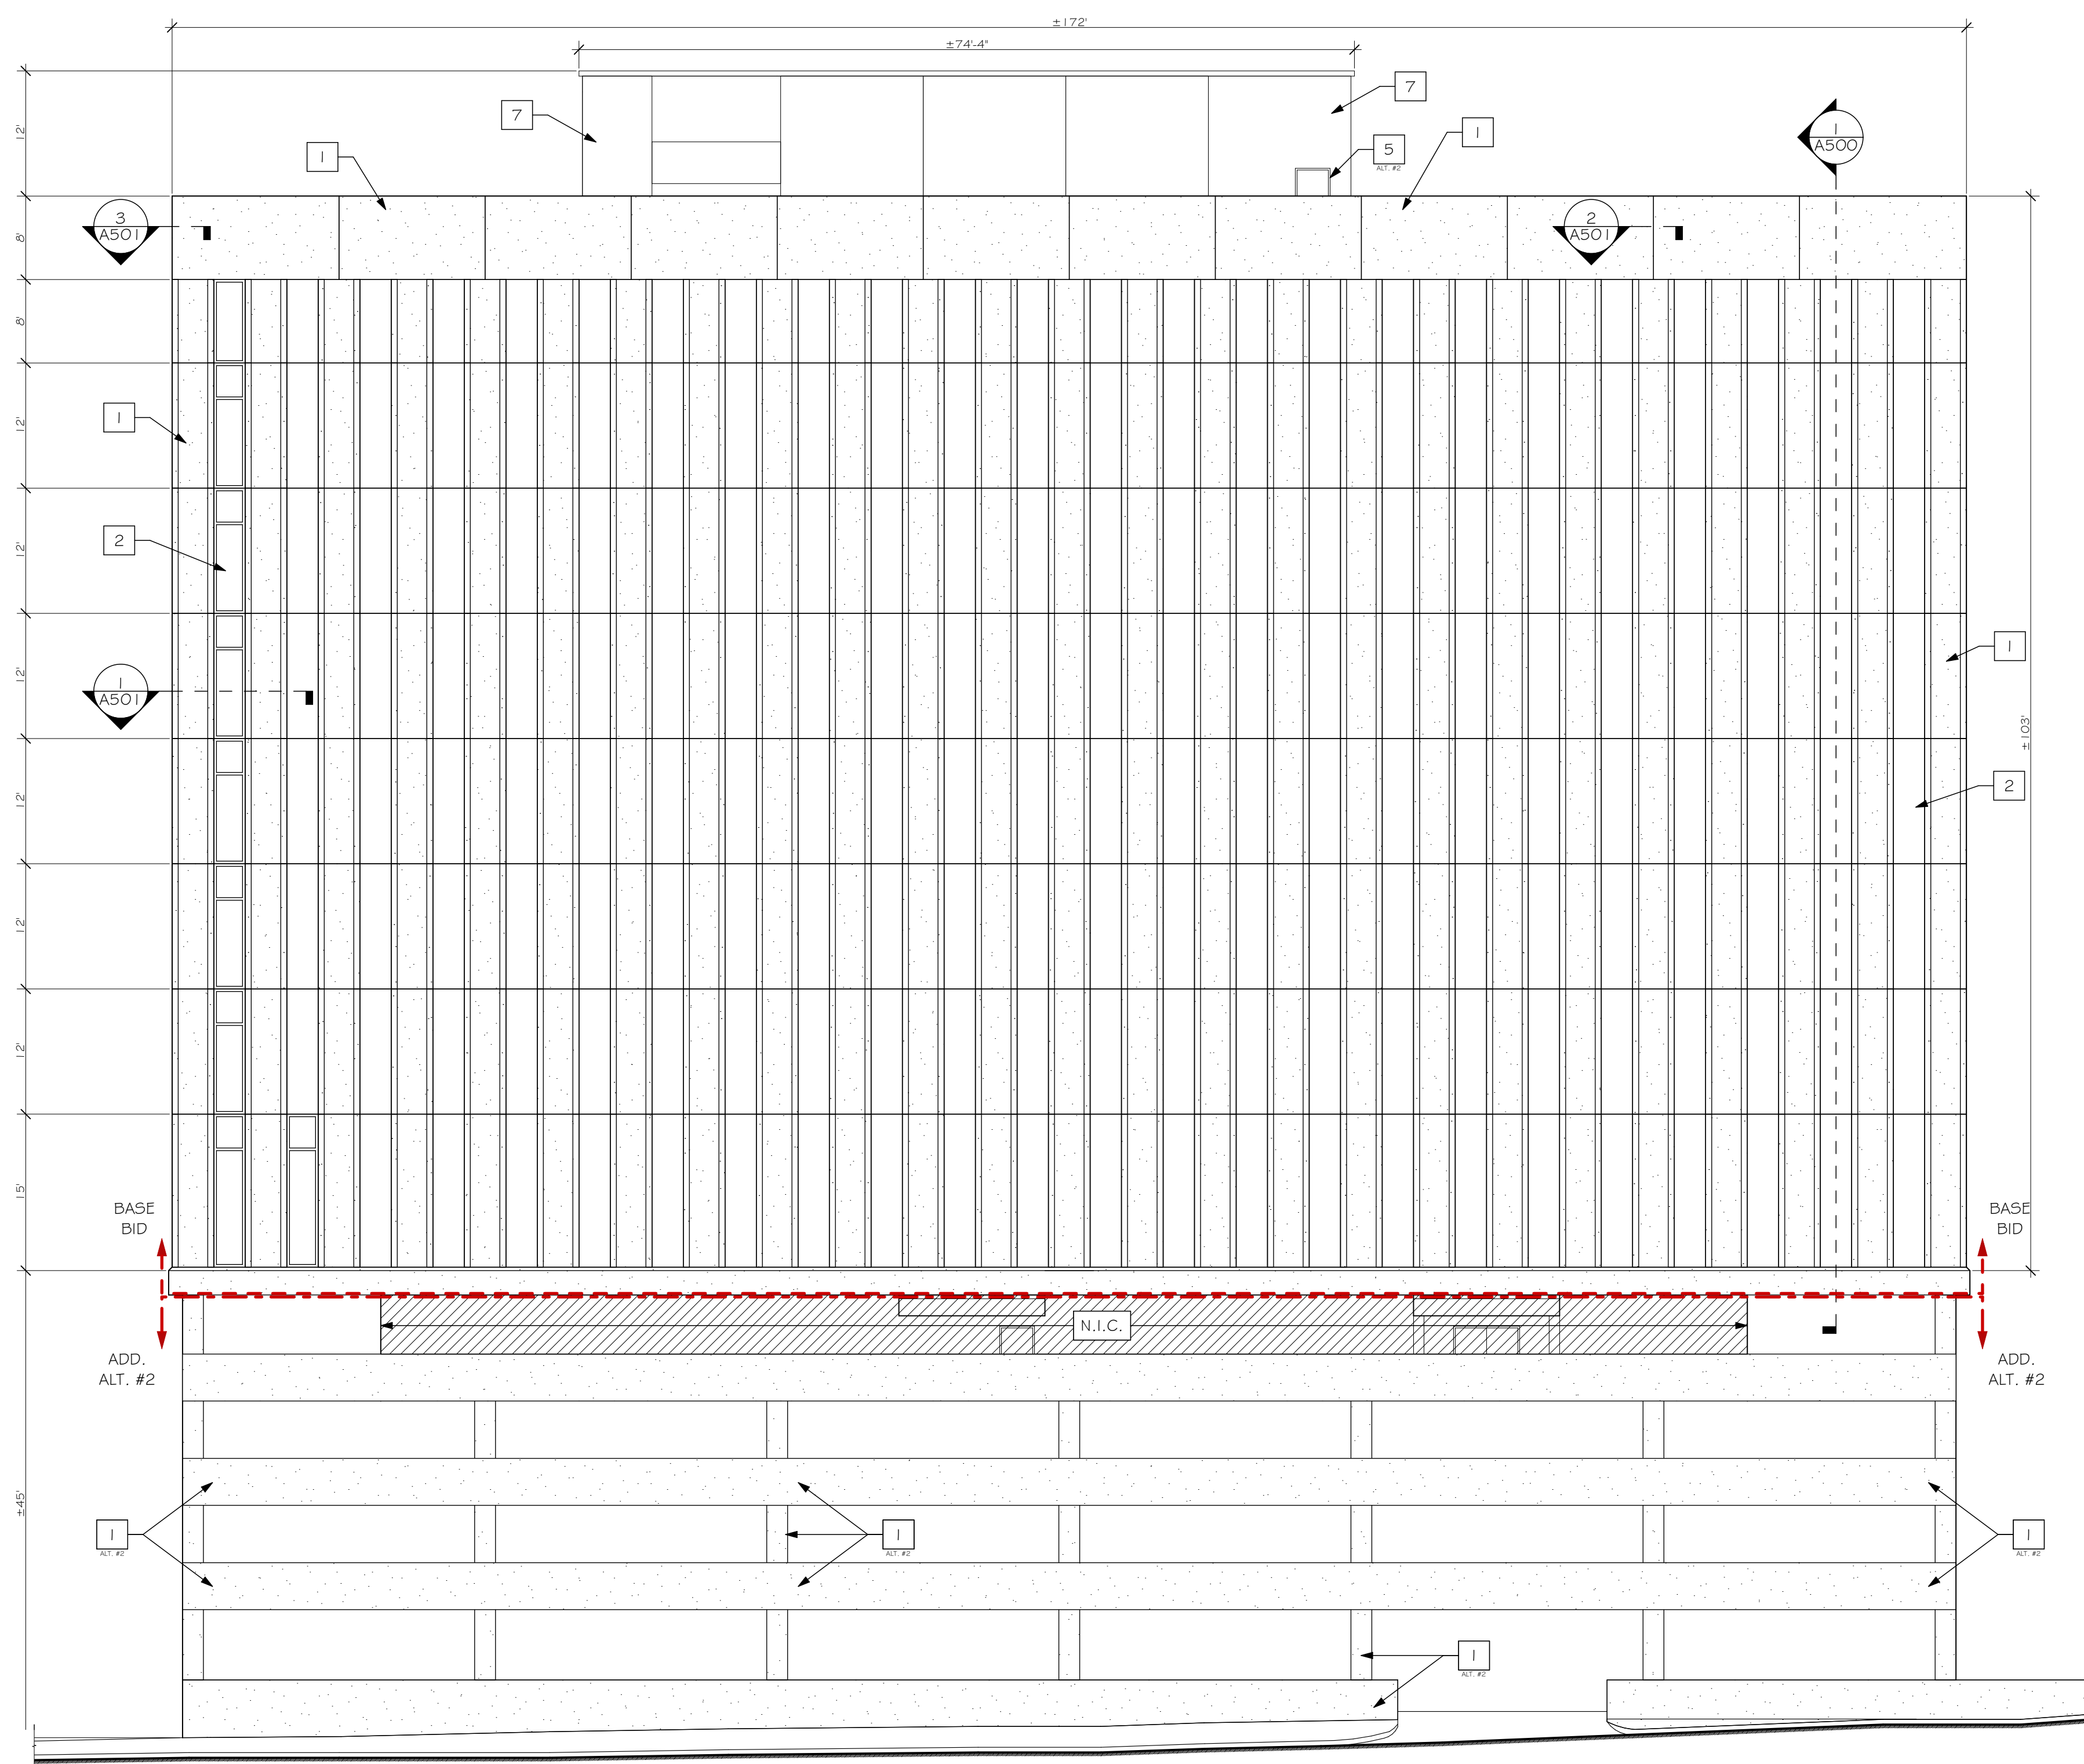 ±172'
±74'-4"
7
7
12'
1
1
5
ALT. #2
1
A500
3
A501
2
A501
8'
8'
1
12'
2
12'
1
12'
1
A501
±103'
2
12'
12'
12'
15'
BASE
BID
BASE
BID
N.I.C.
ADD.
ALT. #2
ADD.
ALT. #2
±45'
1
ALT. #2
1
ALT. #2
1
ALT. #2
1
ALT. #2